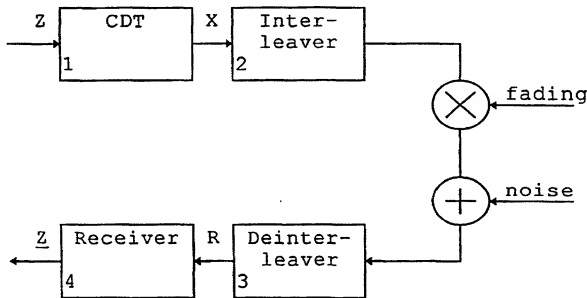 Z
CDT
1
X
Inter-
leaver
2
fading
noise
Z
Receiver
4
R
Deinter-
leaver
3